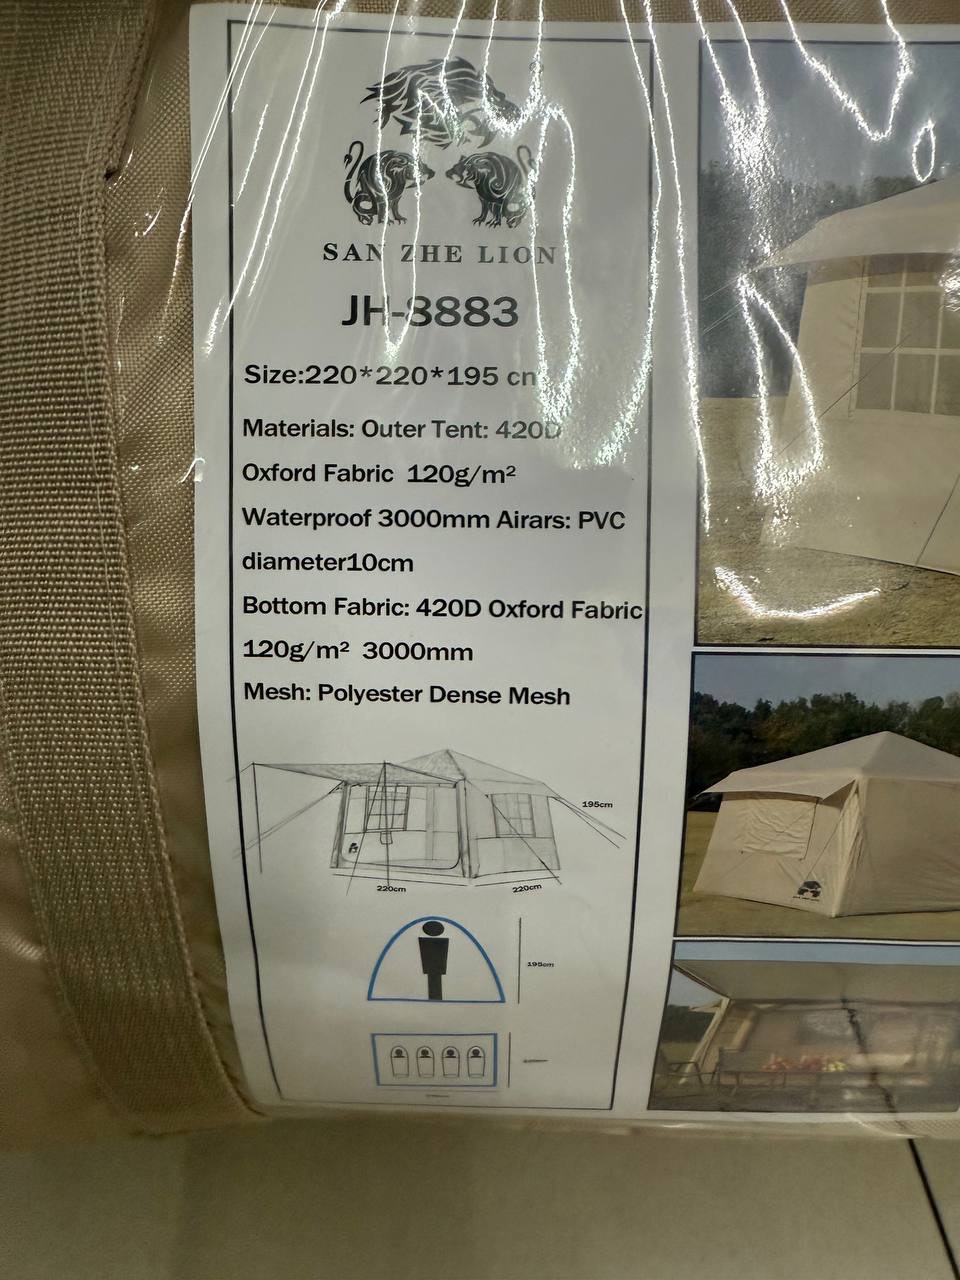 SAN ZHE LION
JH-8883
Size:220*220*195 cm
Materials: Outer Tent: 420D
Oxford Fabric 120g/m²
Waterproof 3000mm Airars: PVC
diameter10cm
Bottom Fabric: 420D Oxford Fabric
120g/m² 3000mm
Mesh: Polyester Dense Mesh
195cm
220cm
220cm
195cm